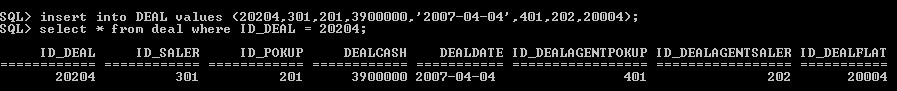 SQL> insert into DEAL values (20204,301,201,3900000,'2007-04-04',401,202,20004);
SQL> select * from deal where ID_DEAL = 20204;
ID_DEAL ID_SALER ID_POKUP DEALCASH DEALDATE ID_DEALAGENTPOKUP ID_DEALAGENTSALER ID_DEALFLAT
============ ============ ============ ============ =========== ================= ================= ============
20204 301 201 3900000 2007-04-04 401 202 20004